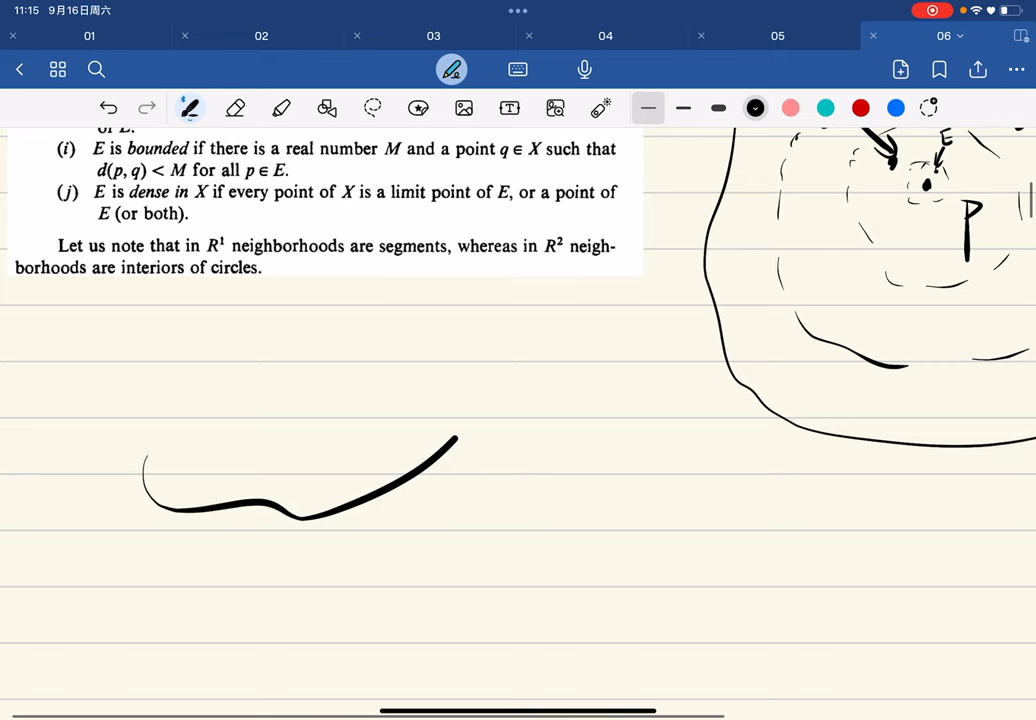 11:15 9月16日周六
01 02 03 04 05 06
of E.
(i) E is bounded if there is a real number M and a point q ∈ X such that
d(p, q) < M for all p ∈ E.
(j) E is dense in X if every point of X is a limit point of E, or a point of
E (or both).
Let us note that in R¹ neighborhoods are segments, whereas in R² neigh-
borhoods are interiors of circles.
E
P